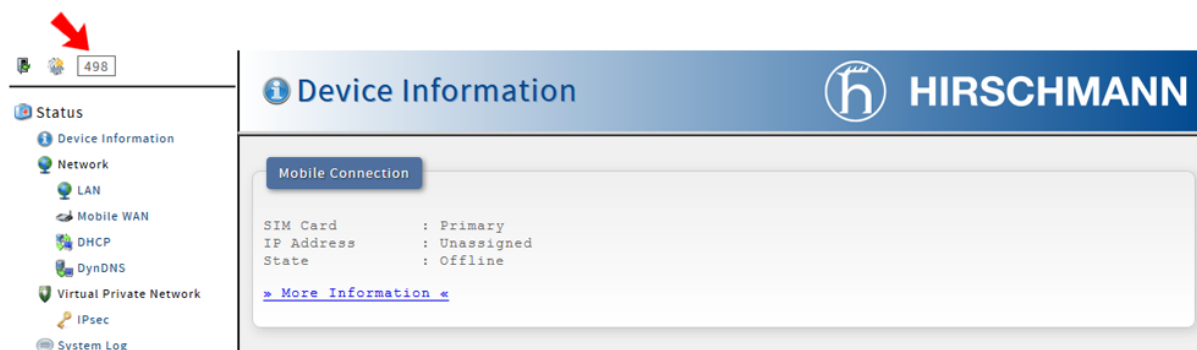 498
Status
Device Information
Network
LAN
Mobile WAN
DHCP
DynDNS
Virtual Private Network
IPsec
System Log
Device Information
HIRSCHMANN
Mobile Connection
SIM Card : Primary
IP Address : Unassigned
State : Offline
» More Information «